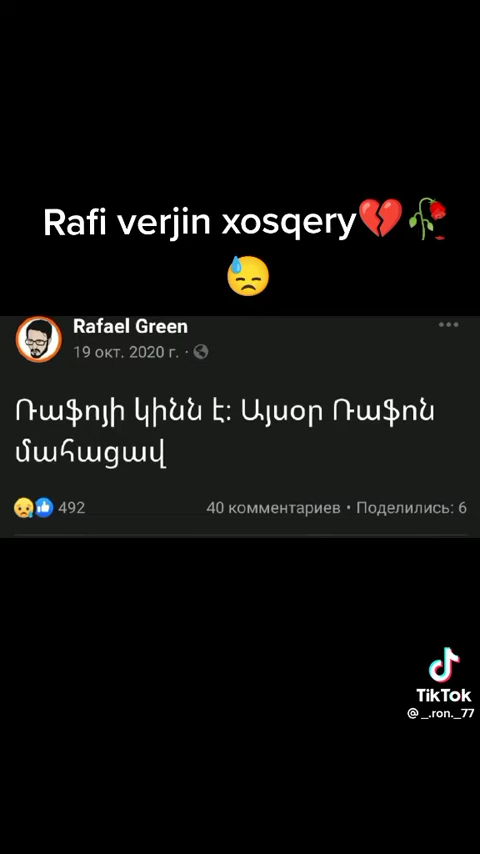 Rafi verjin xosqery💔🥀
😓
Rafael Green
19 окт. 2020 г. ·
Ռաֆոյի կինն է: Այսօր Ռաֆոն
մահացավ
492
40 комментариев • Поделились: 6
TikTok
@_.ron._77